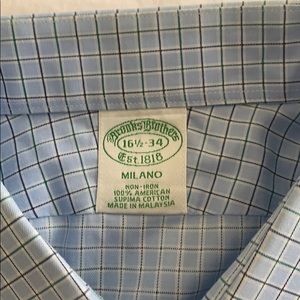 Brooks Brothers
16½-34
Est. 1818
MILANO
NON-IRON
100% AMERICAN
SUPIMA COTTON
MADE IN MALAYSIA